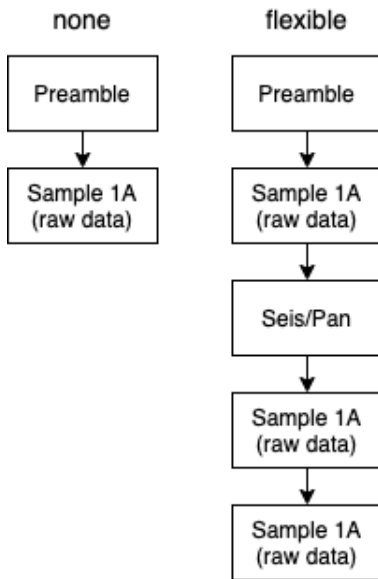 none
Preamble
Sample 1A
(raw data)
flexible
Preamble
Sample 1A
(raw data)
Seis/Pan
Sample 1A
(raw data)
Sample 1A
(raw data)